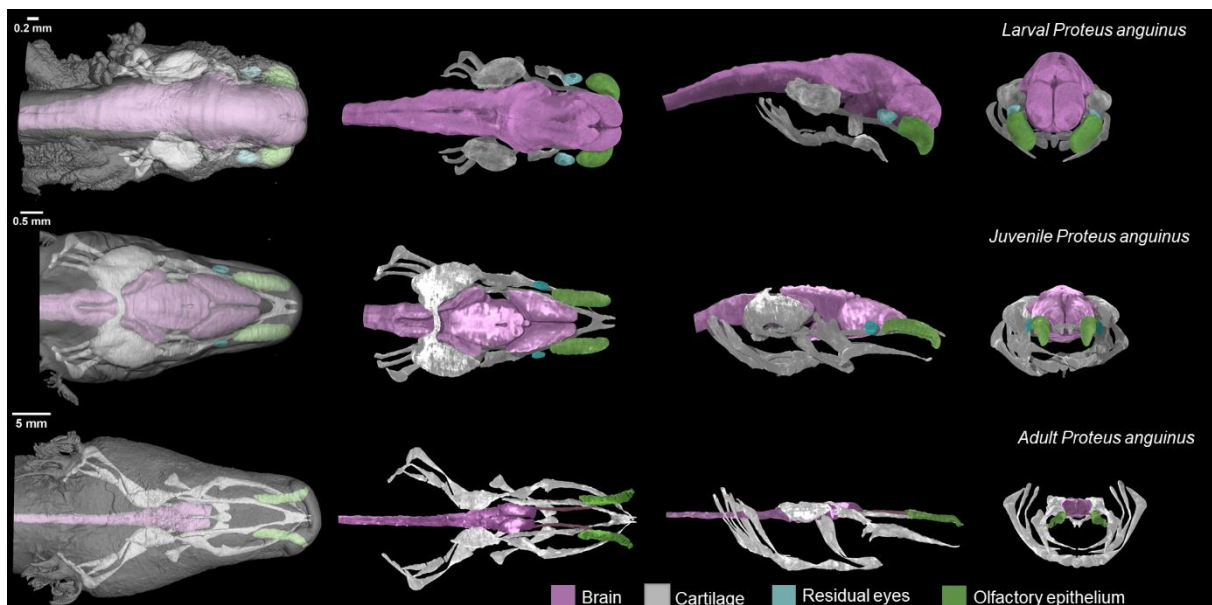 0.2 mm
Larval Proteus anguinus
0.5 mm
Juvenile Proteus anguinus
5 mm
Adult Proteus anguinus
Brain Cartilage Residual eyes Olfactory epithelium